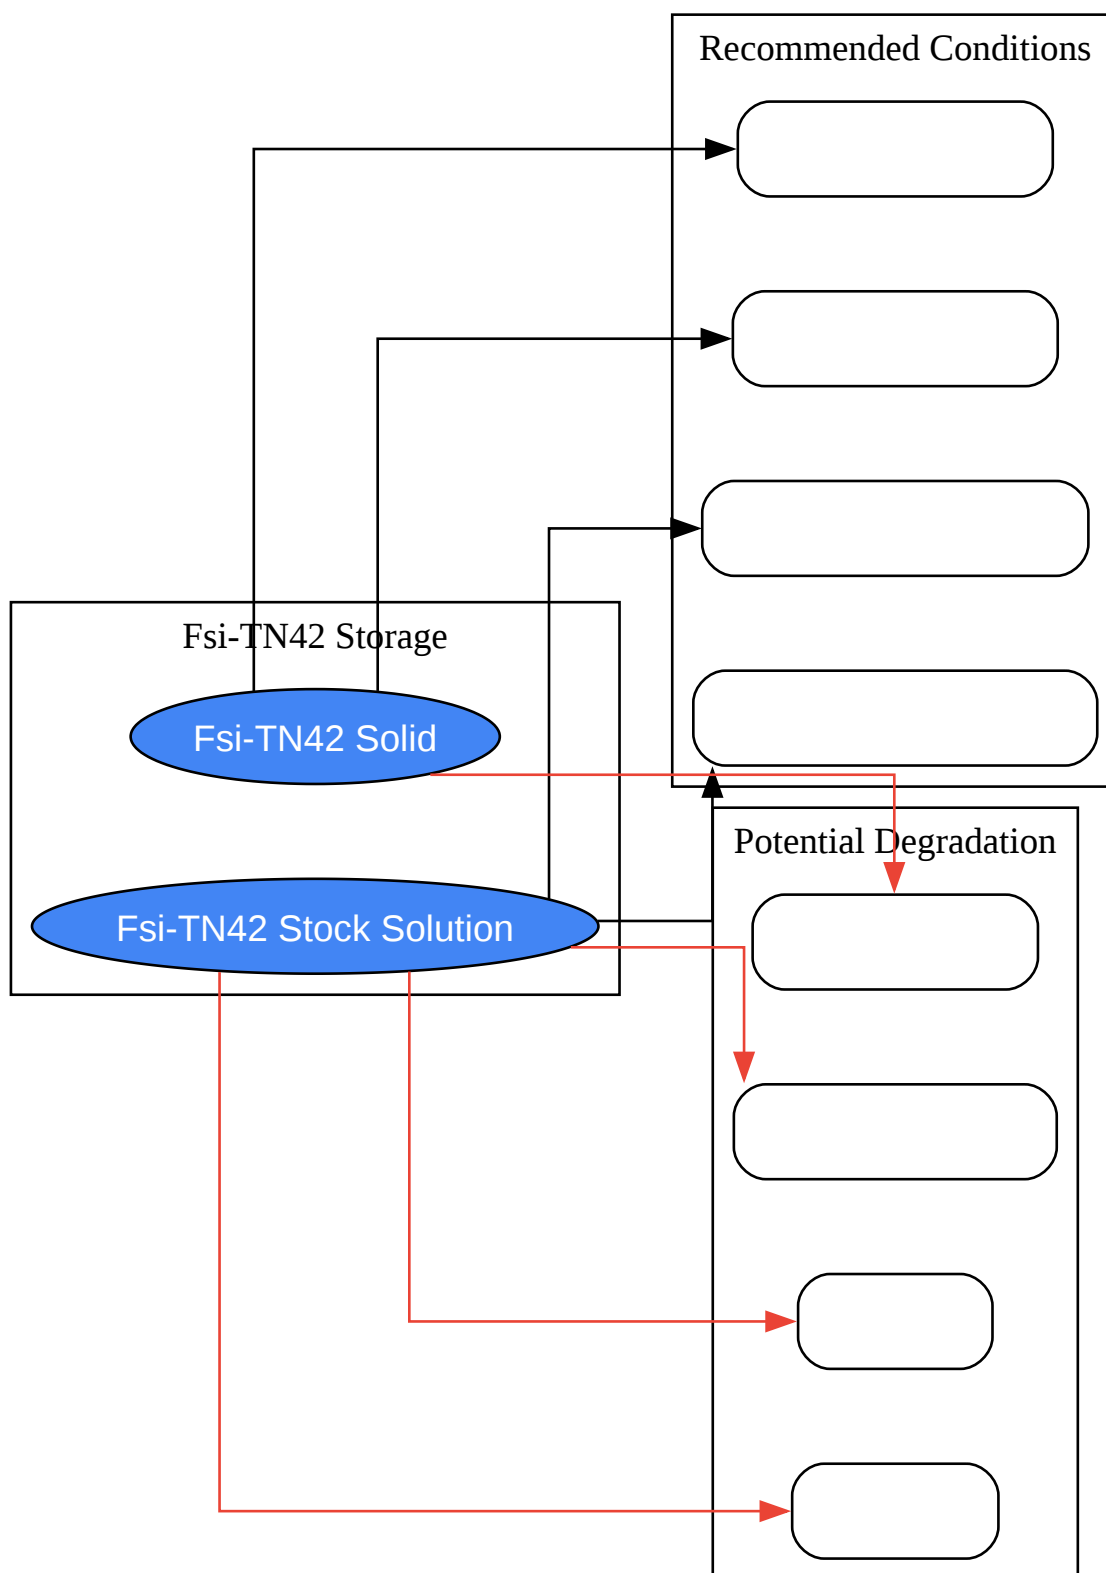 Recommended Conditions
Fsi-TN42 Storage
Fsi-TN42 Solid
Potential Degradation
Fsi-TN42 Stock Solution